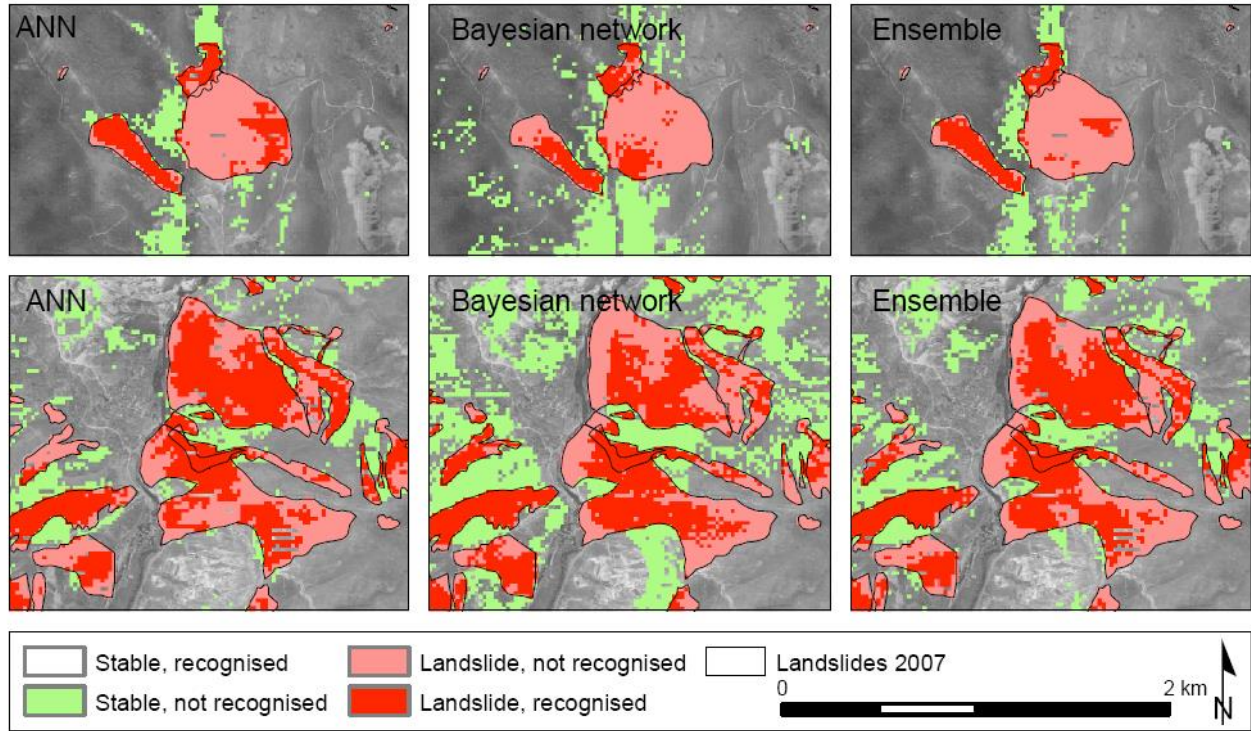 ANN Bayesian network Ensemble
ANN Bayesian network Ensemble
Stable, recognised Landslide, not recognised Landslides 2007
Stable, not recognised Landslide, recognised
0 2 km
N